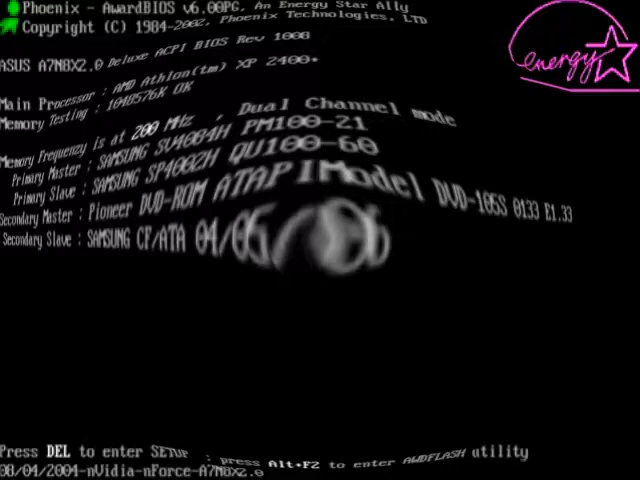 Phoenix - AwardBIOS v6.00PG, An Energy Star Ally
Copyright (C) 1984-2002, Phoenix Technologies, LTD
energy
ASUS A7N8X2.0 Deluxe ACPI BIOS Rev 1008
Main Processor : AMD Athlon(tm) XP 2400+
Memory Testing : 1048576K OK
Memory Frequenzy is at 200 MHz , Dual Channel mode
Primary Master : SAMSUNG SV4084H PM100-21
Primary Slave : SAMSUNG SP4002H QU100-60
Secondary Master : Pioneer DVD-ROM ATAPIModel DVD-105S 0133 E1.33
Secondary Slave : SAMSUNG CF/ATA 04/05/06
Press DEL to enter SETUP ; press Alt+F2 to enter AWDFLASH utility
08/04/2004-nVidia-nForce-A7N8X2.0